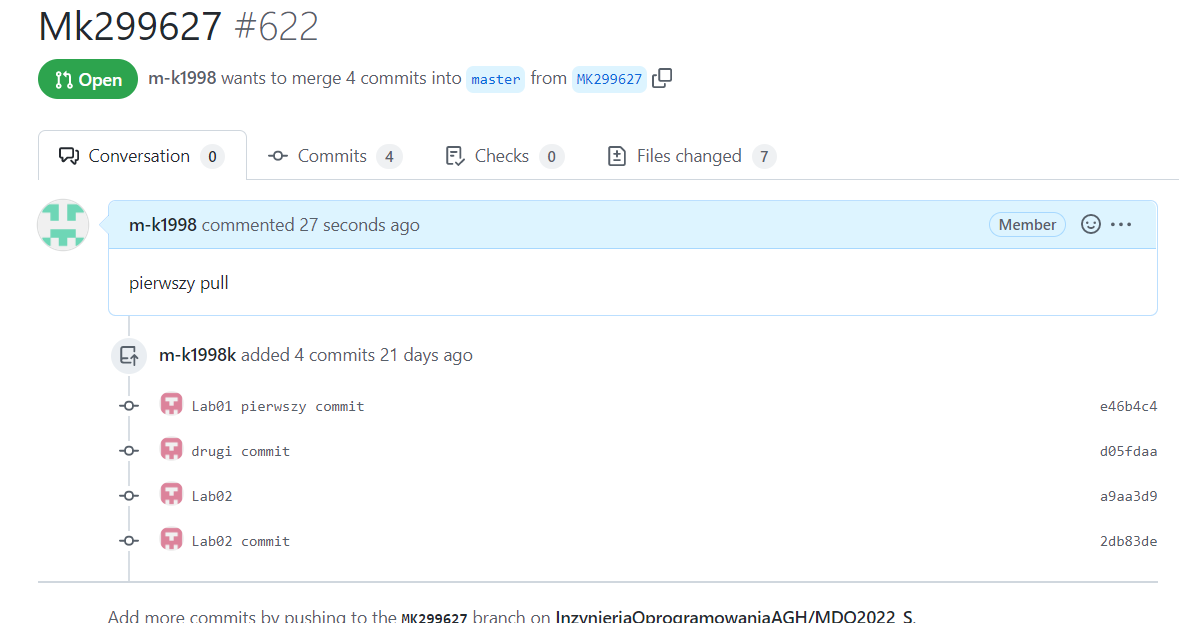 Mk299627 #622
Open m-k1998 wants to merge 4 commits into master from MK299627
Conversation 0 Commits 4 Checks 0 Files changed 7
m-k1998 commented 27 seconds ago Member
pierwszy pull
m-k1998k added 4 commits 21 days ago
Lab01 pierwszy commit e46b4c4
drugi commit d05fdaa
Lab02 a9aa3d9
Lab02 commit 2db83de
Add more commits by pushing to the MK299627 branch on InzynieriaOprogramowaniaAGH/MDO2022_S.